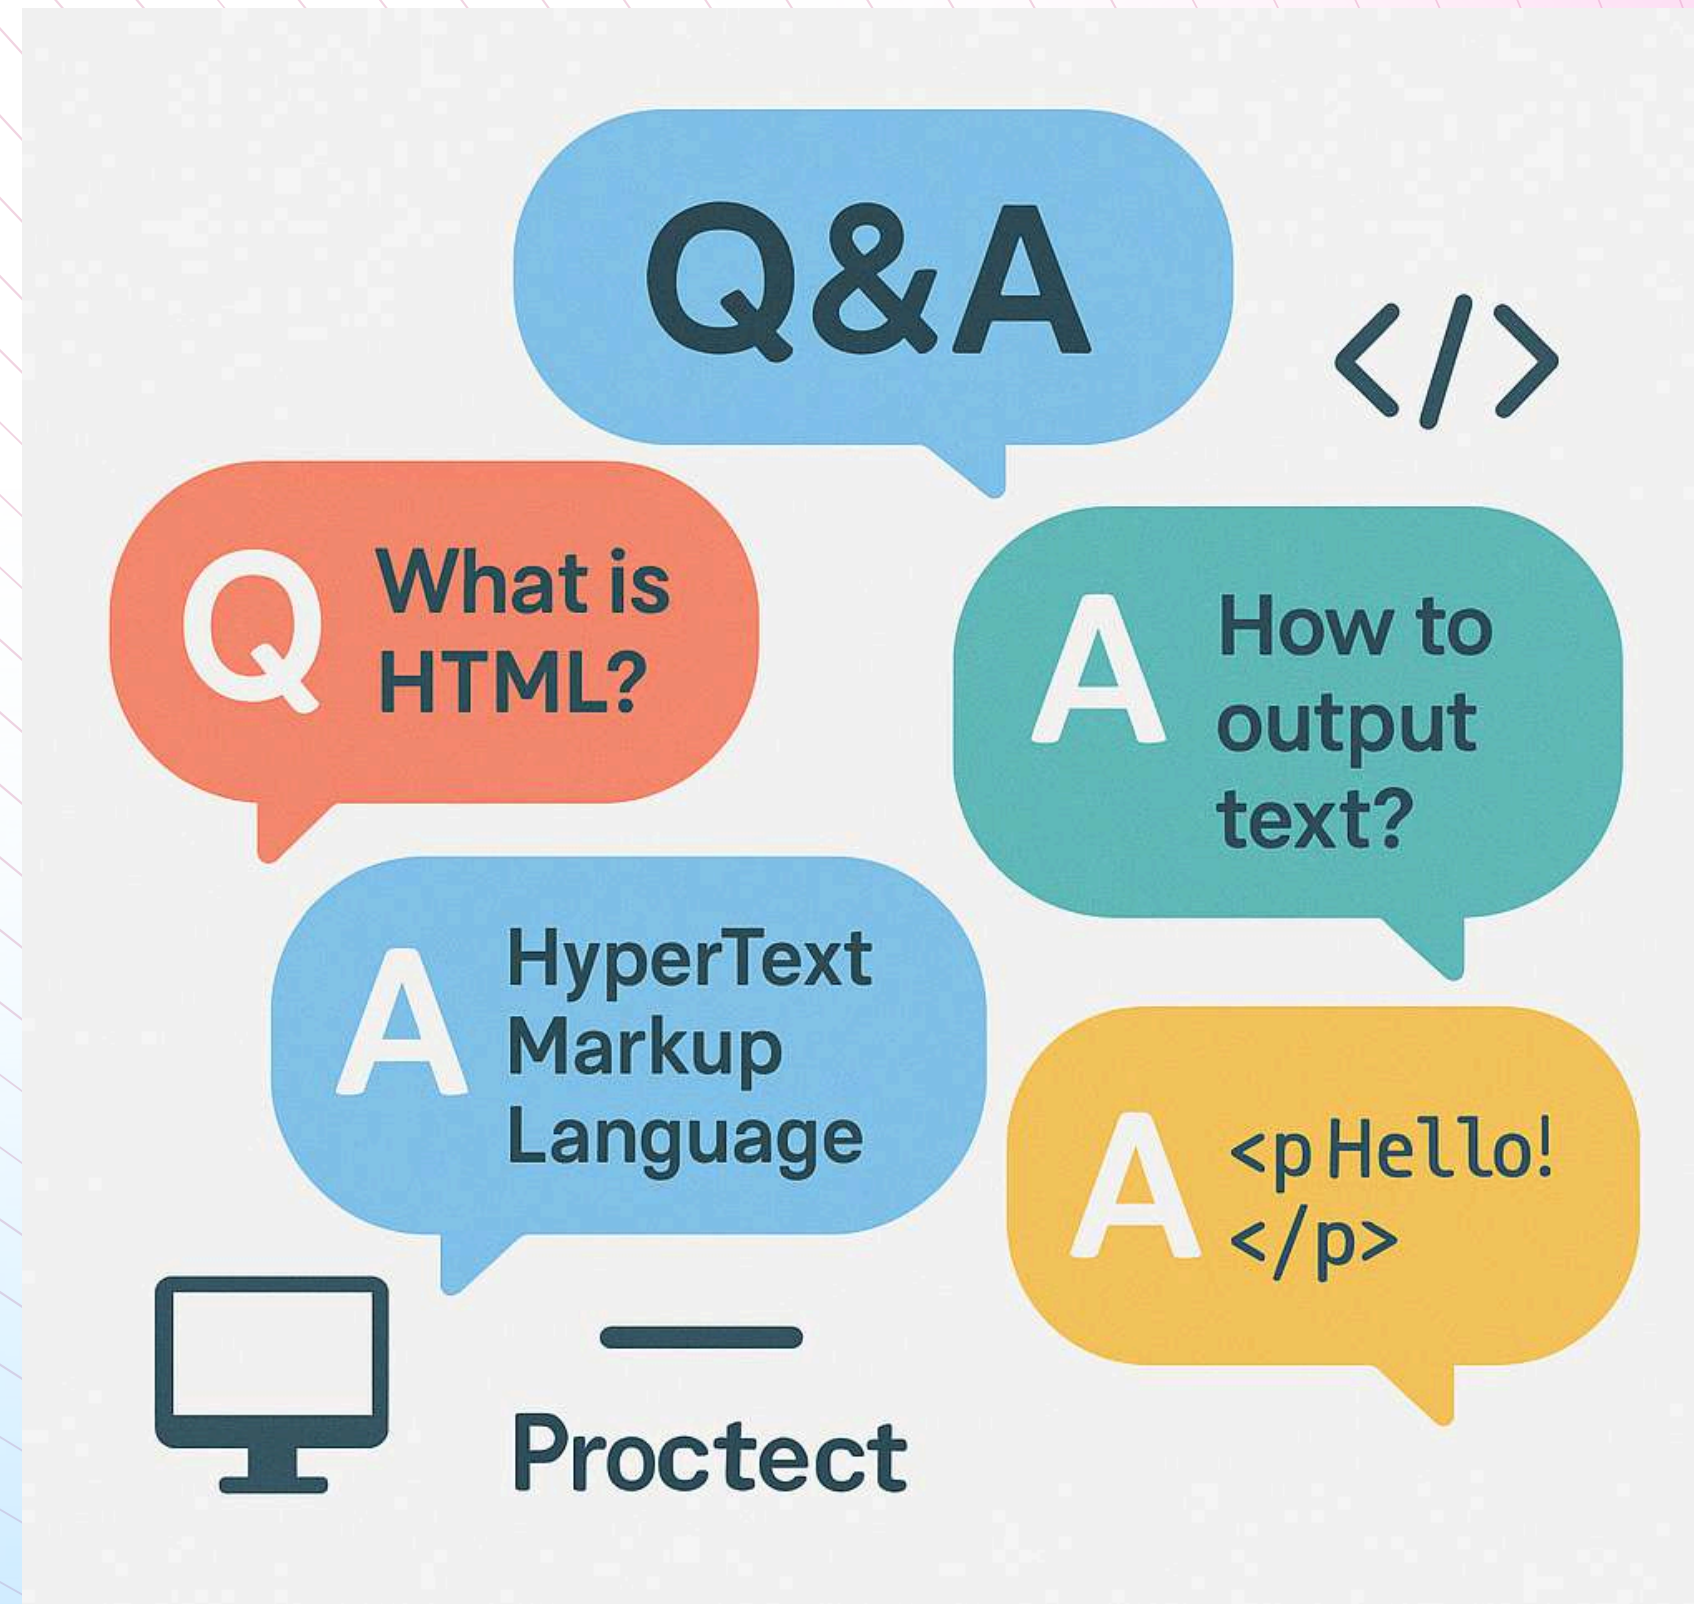 Q&A
</>
Q What is
HTML?
A How to
output
text?
A HyperText
Markup
Language
A <p Hello!
</p>
Proctect